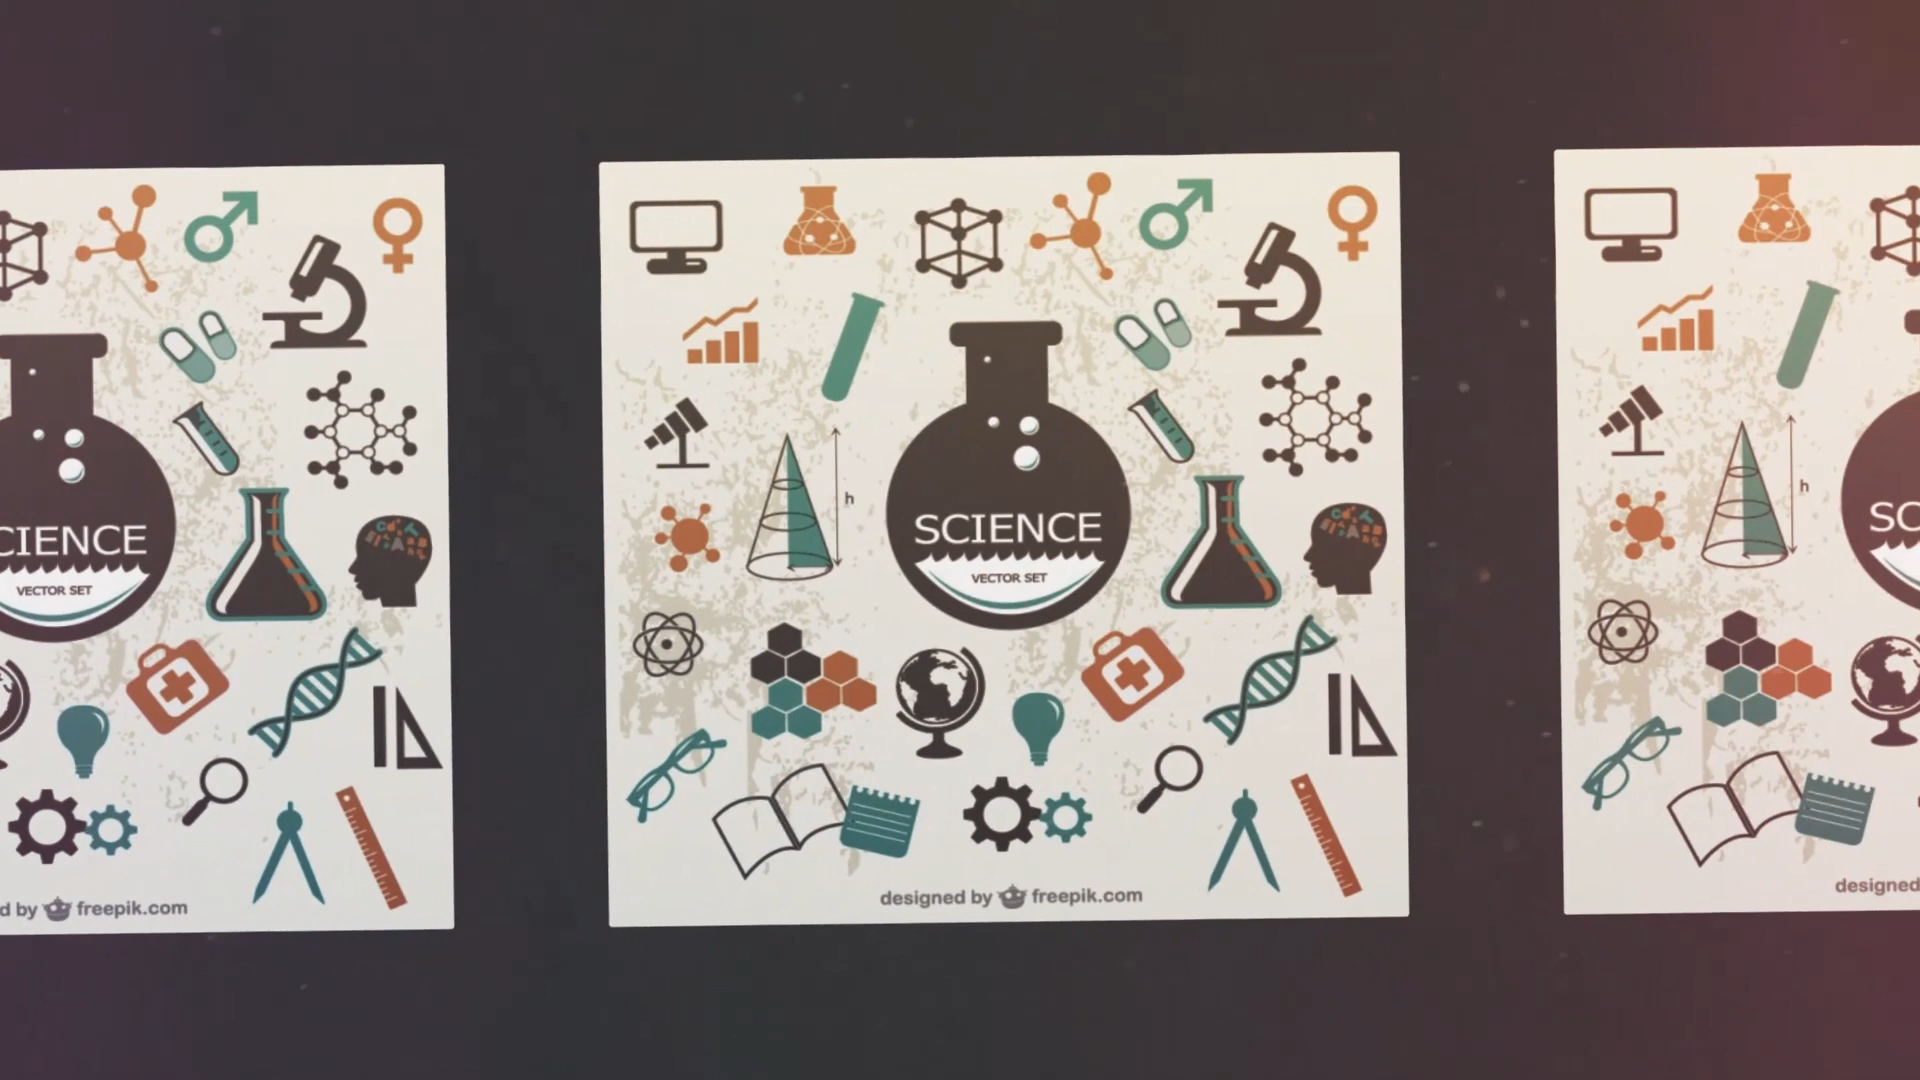 CIENCE
VECTOR SET
d by freepik.com
h
SCIENCE
VECTOR SET
designed by freepik.com
h
SC
designed